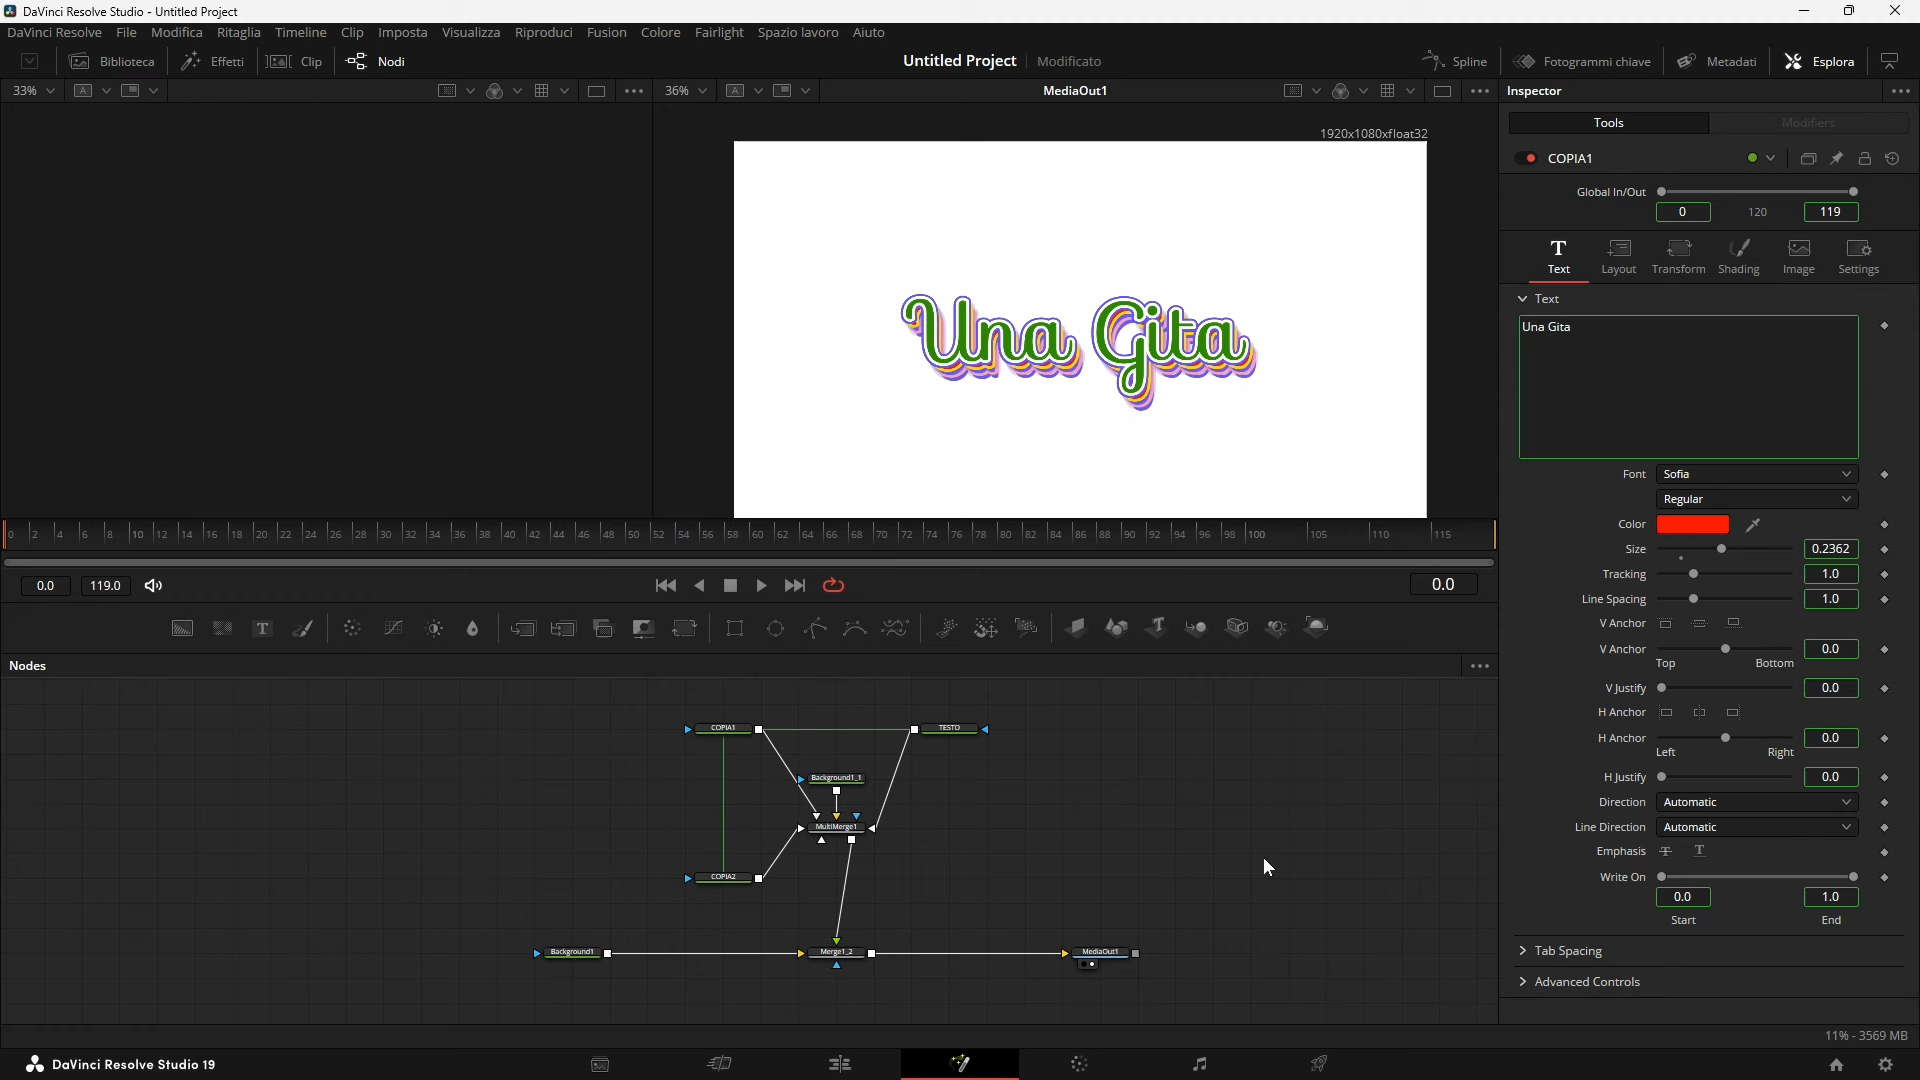 DaVinci Resolve Studio - Untitled Project
DaVinci Resolve File Modifica Ritaglia Timeline Clip Imposta Visualizza Riproduci Fusion Colore Fairlight Spazio lavoro Aiuto
Biblioteca Effetti Clip Nodi Untitled Project Modificato Spline Fotogrammi chiave Metadati Esplora
33% A 36% A MediaOut1 Inspector
1920x1080xfloat32
Tools Modifiers
COPIA1
Global In/Out
0 120 119
Text Layout Transform Shading Image Settings
Text
Una Gita
Una Gita
Font Sofia
Regular
Color
Size 0.2362
Tracking 1.0
Line Spacing 1.0
V Anchor
V Anchor 0.0
Top Bottom
V Justify 0.0
H Anchor
H Anchor 0.0
Left Right
H Justify 0.0
Direction Automatic
Line Direction Automatic
Emphasis
Write On
0.0 1.0
Start End
Tab Spacing
Advanced Controls
0 2 4 6 8 10 12 14 16 18 20 22 24 26 28 30 32 34 36 38 40 42 44 46 48 50 52 54 56 58 60 62 64 66 68 70 72 74 76 78 80 82 84 86 88 90 92 94 96 98 100 105 110 115
0.0 119.0 0.0
Nodes
COPIA1 TESTO
Background1_1
MultiMerge1
COPIA2
Background1 Merge1_2 MediaOut1
11% - 3569 MB
DaVinci Resolve Studio 19